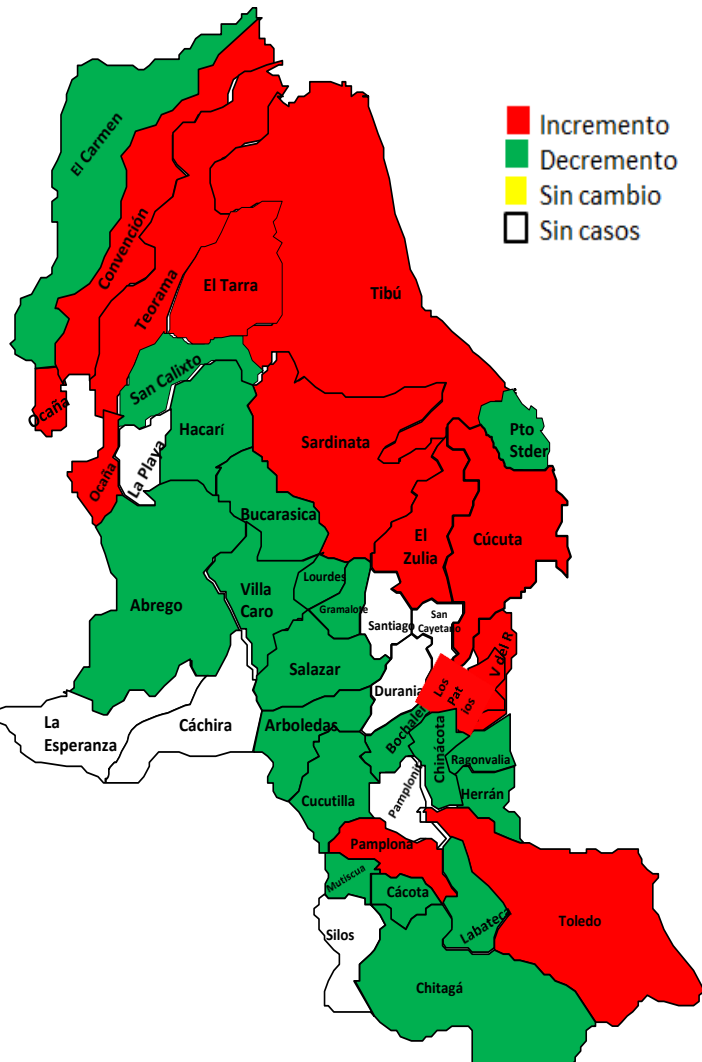 Incremento
Decremento
Sin cambio
Sin casos
El Carmen
Convención
Teorama
El Tarra
Tibú
San Calixto
Ocaña
Ocaña
La Playa
Hacarí
Sardinata
Pto
Stder
Bucarasica
El
Zulia
Cúcuta
Abrego
Villa
Caro
Lourdes
Gramalote
Santiago
San
Cayetano
V del R
Salazar
Durania
Los
Pat
ios
La
Esperanza
Cáchira
Arboledas
Bochalem
Chinácota
Ragonvalia
Cucutilla
Pamplonit
Herrán
Pamplona
Mutiscua
Cácota
Labateca
Toledo
Silos
Chitagá